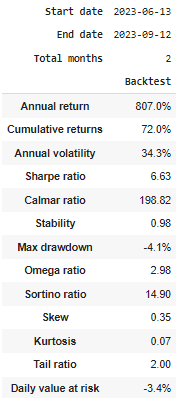 Start date 2023-06-13
End date 2023-09-12
Total months 2
Backtest
Annual return 807.0%
Cumulative returns 72.0%
Annual volatility 34.3%
Sharpe ratio 6.63
Calmar ratio 198.82
Stability 0.98
Max drawdown -4.1%
Omega ratio 2.98
Sortino ratio 14.90
Skew 0.35
Kurtosis 0.07
Tail ratio 2.00
Daily value at risk -3.4%